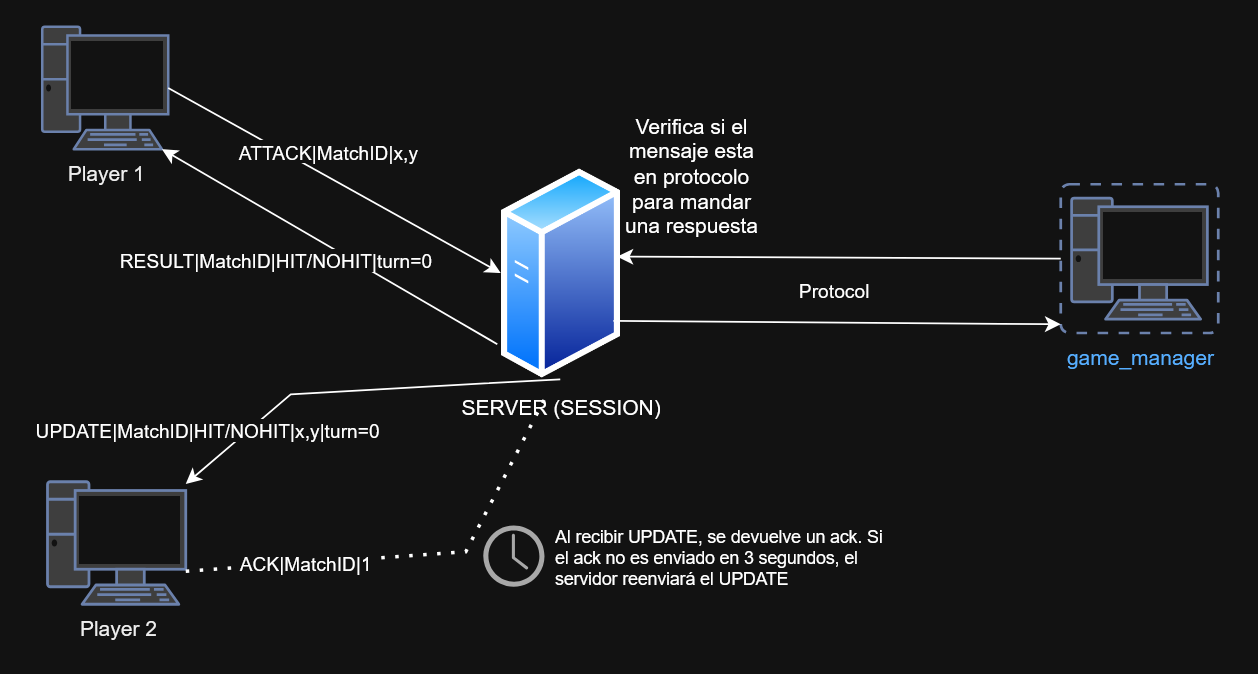 Player 1
ATTACK|MatchID|x,y
RESULT|MatchID|HIT/NOHIT|turn=0
Verifica si el
mensaje esta
en protocolo
para mandar
una respuesta
Protocol
game_manager
SERVER (SESSION)
UPDATE|MatchID|HIT/NOHIT|x,y|turn=0
ACK|MatchID|1
Al recibir UPDATE, se devuelve un ack. Si
el ack no es enviado en 3 segundos, el
servidor reenviará el UPDATE
Player 2